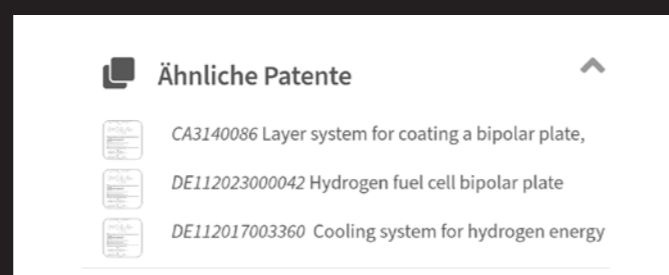 Ähnliche Patente
CA3140086 Layer system for coating a bipolar plate,
DE112023000042 Hydrogen fuel cell bipolar plate
DE112017003360 Cooling system for hydrogen energy